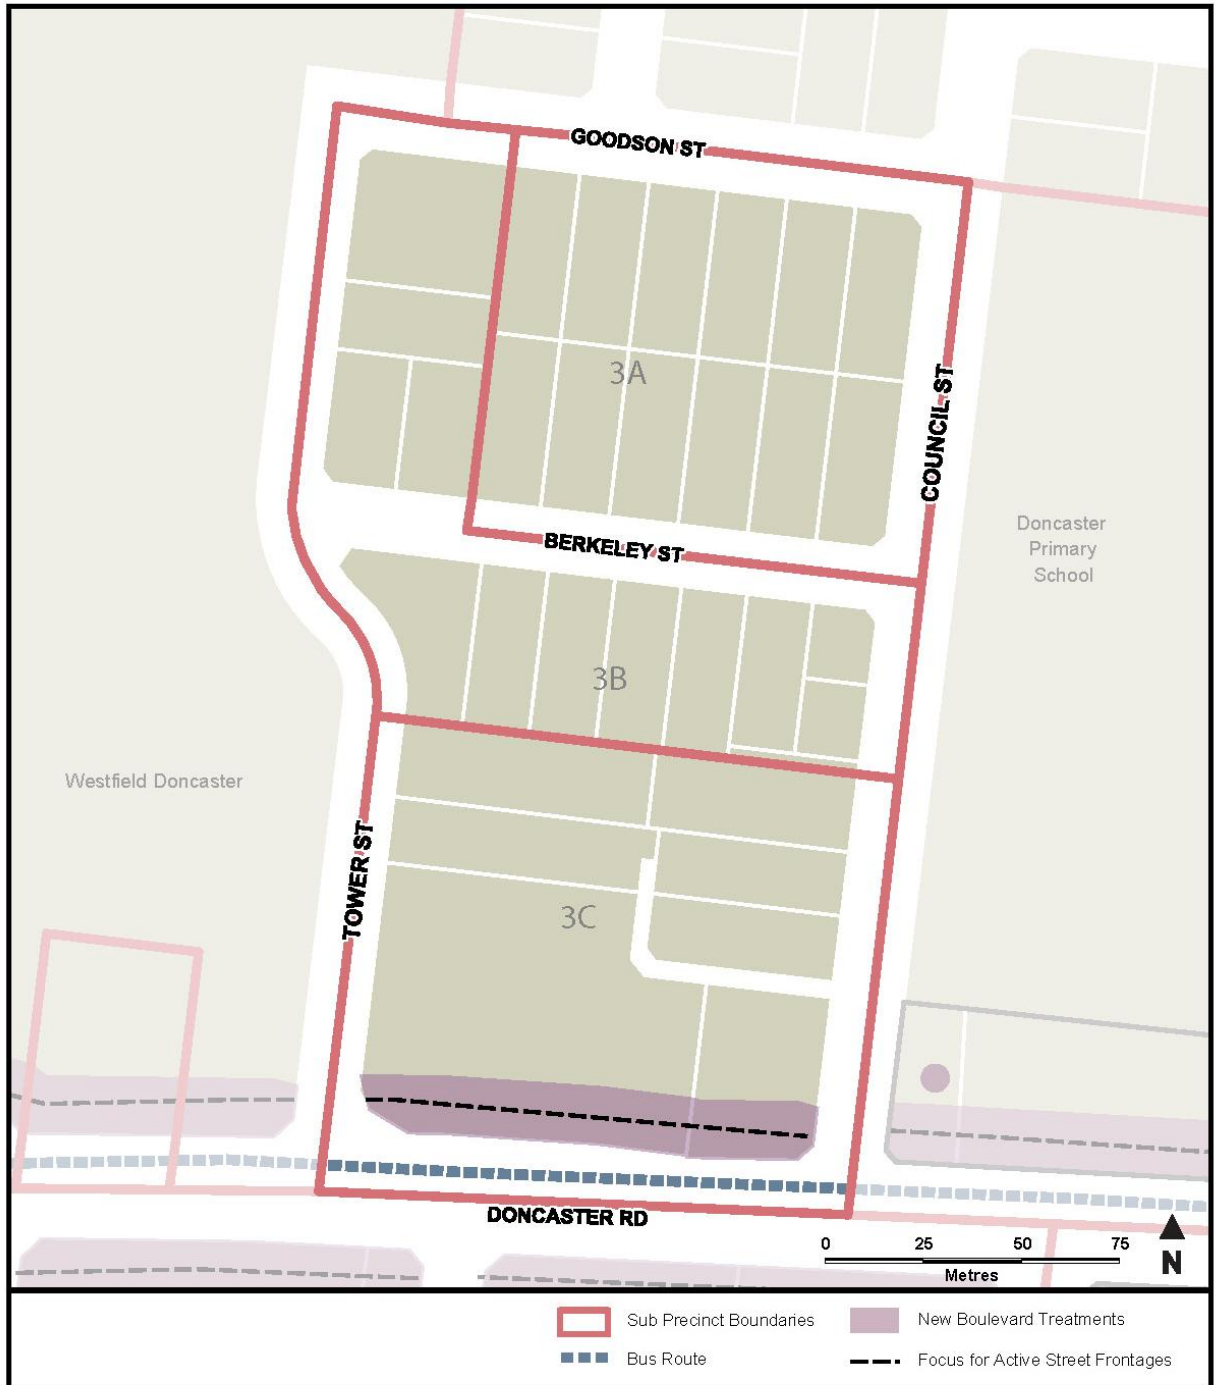 GOODSON ST
3A
COUNCIL ST
Doncaster
Primary
School
BERKELEY ST
3B
Westfield Doncaster
TOWER ST
3C
DONCASTER RD
0 25 50 75
Metres
N
Sub Precinct Boundaries
New Boulevard Treatments
Bus Route
Focus for Active Street Frontages